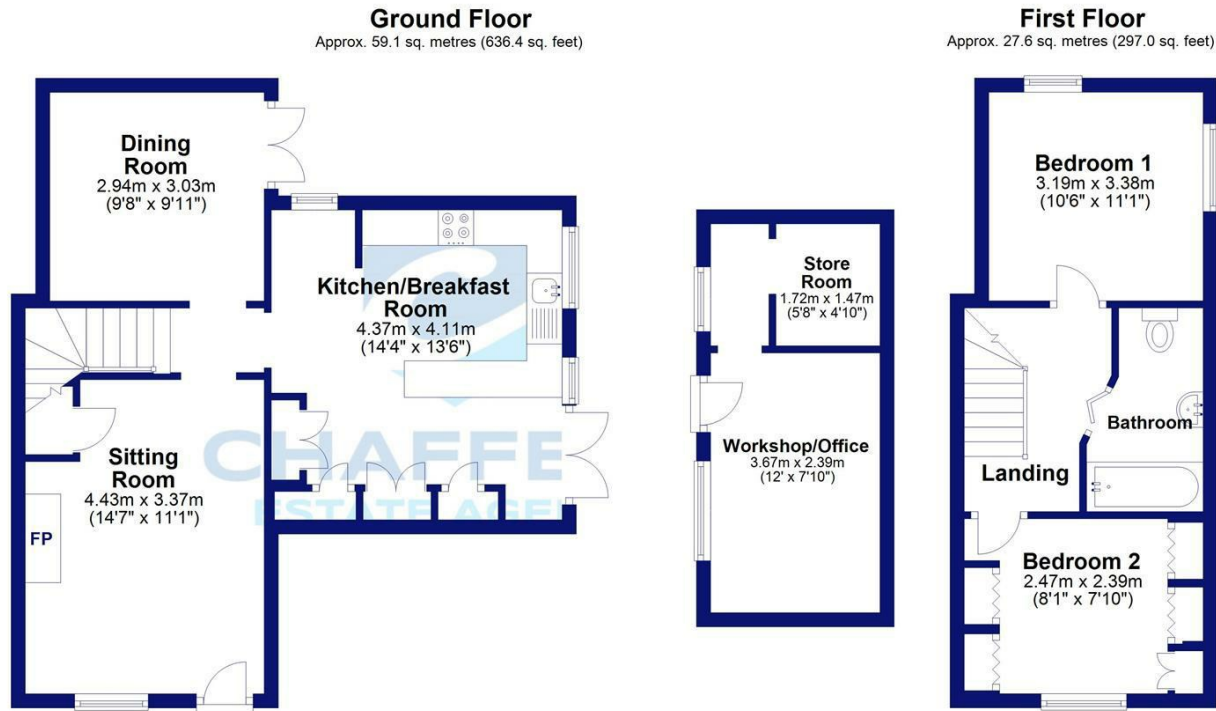 Ground Floor
Approx. 59.1 sq. metres (636.4 sq. feet)
First Floor
Approx. 27.6 sq. metres (297.0 sq. feet)
Dining
Room
2.94m x 3.03m
(9'8" x 9'11")
Kitchen/Breakfast
Room
4.37m x 4.11m
(14'4" x 13'6")
Sitting
Room
4.43m x 3.37m
(14'7" x 11'1")
FP
Store
Room
1.72m x 1.47m
(5'8" x 4'10")
Workshop/Office
3.67m x 2.39m
(12' x 7'10")
Bedroom 1
3.19m x 3.38m
(10'6" x 11'1")
Bathroom
Landing
Bedroom 2
2.47m x 2.39m
(8'1" x 7'10")
CHAFFE
ESTATE AGEN